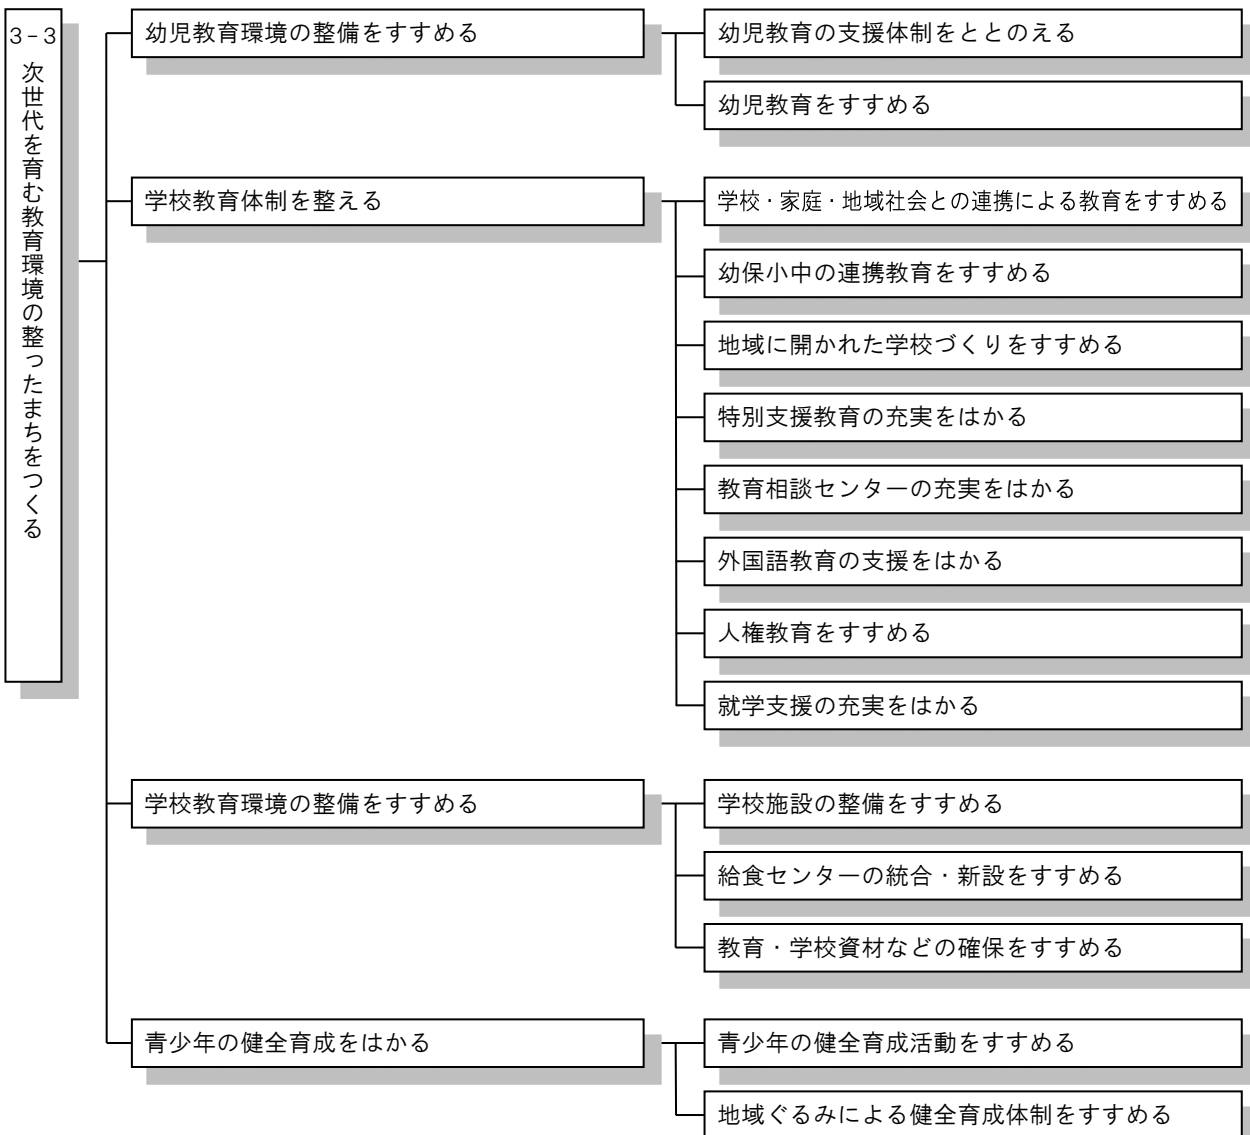 3-3
次世代を育む教育環境の整ったまちをつくる
幼児教育環境の整備をすすめる
幼児教育の支援体制をととのえる
幼児教育をすすめる
学校教育体制を整える
学校・家庭・地域社会との連携による教育をすすめる
幼保小中の連携教育をすすめる
地域に開かれた学校づくりをすすめる
特別支援教育の充実をはかる
教育相談センターの充実をはかる
外国語教育の支援をはかる
人権教育をすすめる
就学支援の充実をはかる
学校教育環境の整備をすすめる
学校施設の整備をすすめる
給食センターの統合・新設をすすめる
教育・学校資材などの確保をすすめる
青少年の健全育成をはかる
青少年の健全育成活動をすすめる
地域ぐるみによる健全育成体制をすすめる